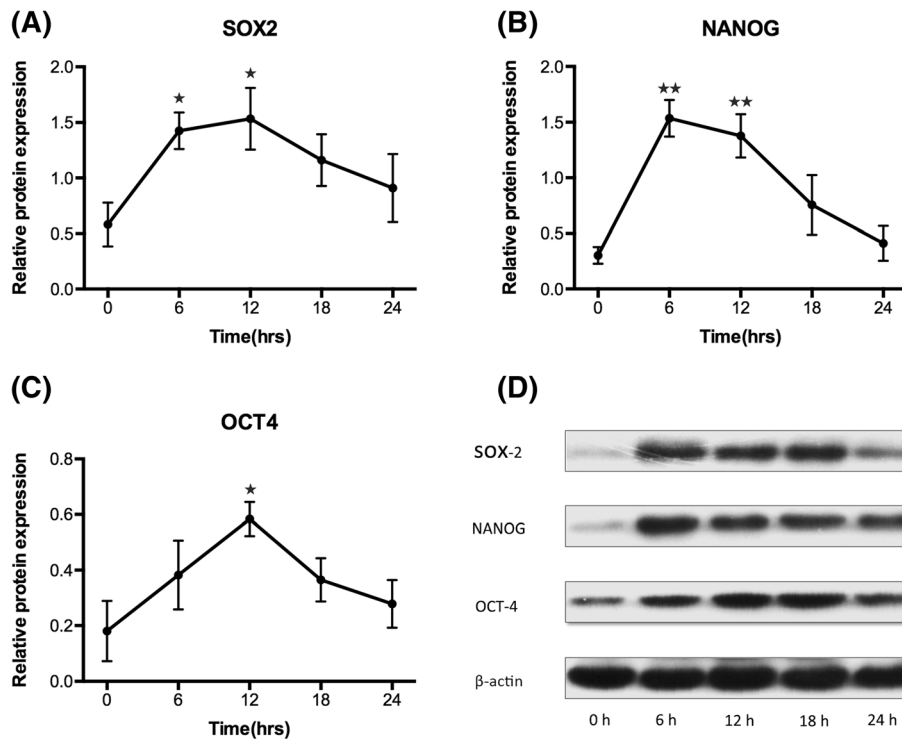 (A)
SOX2
Relative protein expression
2.0
1.5
1.0
0.5
0.0
0 6 12 18 24
Time(hrs)
(B)
NANOG
Relative protein expression
2.0
1.5
1.0
0.5
0.0
0 6 12 18 24
Time(hrs)
(C)
OCT4
Relative protein expression
0.8
0.6
0.4
0.2
0.0
0 6 12 18 24
Time(hrs)
(D)
SOX-2
NANOG
OCT-4
β-actin
0 h 6 h 12 h 18 h 24 h